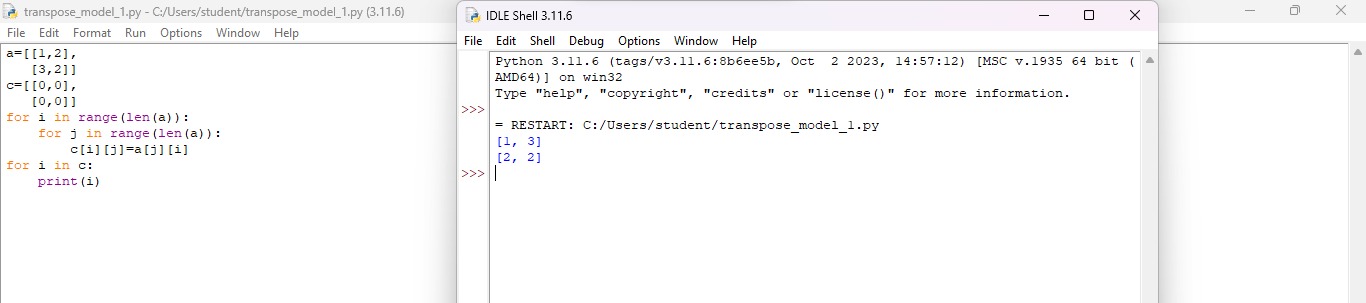 transpose_model_1.py - C:/Users/student/transpose_model_1.py (3.11.6)
File Edit Format Run Options Window Help
a=[[1,2],
   [3,2]]
c=[[0,0],
   [0,0]]
for i in range(len(a)):
    for j in range(len(a)):
        c[i][j]=a[j][i]
for i in c:
    print(i)
IDLE Shell 3.11.6
File Edit Shell Debug Options Window Help
Python 3.11.6 (tags/v3.11.6:8b6ee5b, Oct  2 2023, 14:57:12) [MSC v.1935 64 bit (
AMD64)] on win32
Type "help", "copyright", "credits" or "license()" for more information.
>>>
= RESTART: C:/Users/student/transpose_model_1.py
[1, 3]
[2, 2]
>>>